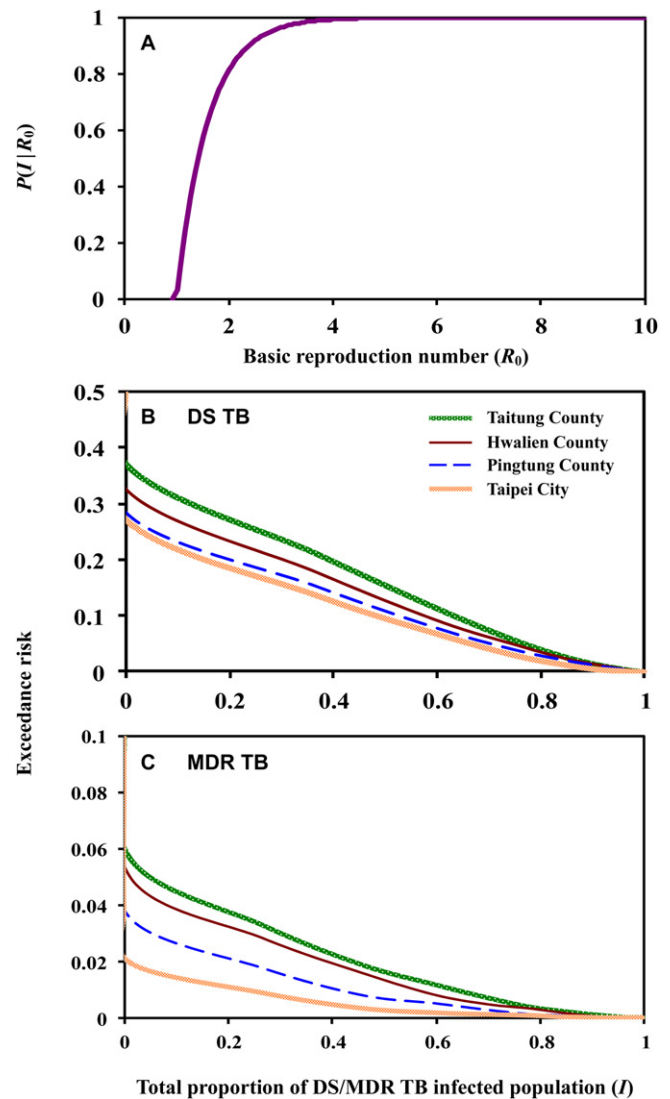 1
A
0.8
0.6
0.4
0.2
0
P(I|R0)
0 2 4 6 8 10
Basic reproduction number (R0)
0.5
B DS TB
Taitung County
Hwalien County
Pingtung County
Taipei City
0.4
0.3
0.2
0.1
0
0 0.2 0.4 0.6 0.8 1
Exceedance risk
0.1
C MDR TB
0.08
0.06
0.04
0.02
0
0 0.2 0.4 0.6 0.8 1
Total proportion of DS/MDR TB infected population (I)